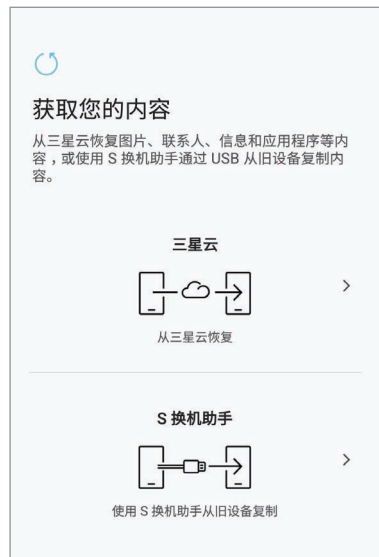 获取您的内容
从三星云恢复图片、联系人、信息和应用程序等内
容，或使用 S 换机助手通过 USB 从旧设备复制内
容。
三星云
从三星云恢复
S 换机助手
使用 S 换机助手从旧设备复制